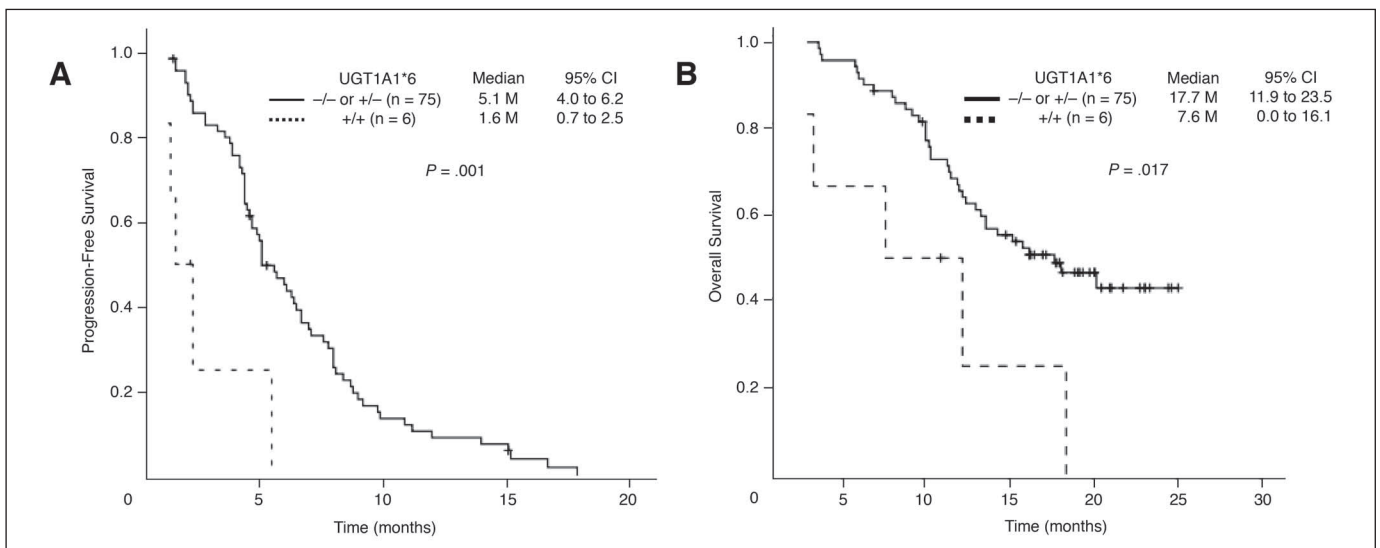 A
UGT1A1*6 Median 95% CI
–/– or +/– (n = 75) 5.1 M 4.0 to 6.2
+/+ (n = 6) 1.6 M 0.7 to 2.5
P = .001
Progression-Free Survival
1.0
0.8
0.6
0.4
0.2
0 5 10 15 20
Time (months)
B
UGT1A1*6 Median 95% CI
–/– or +/– (n = 75) 17.7 M 11.9 to 23.5
+/+ (n = 6) 7.6 M 0.0 to 16.1
P = .017
Overall Survival
1.0
0.8
0.6
0.4
0.2
0 5 10 15 20 25 30
Time (months)